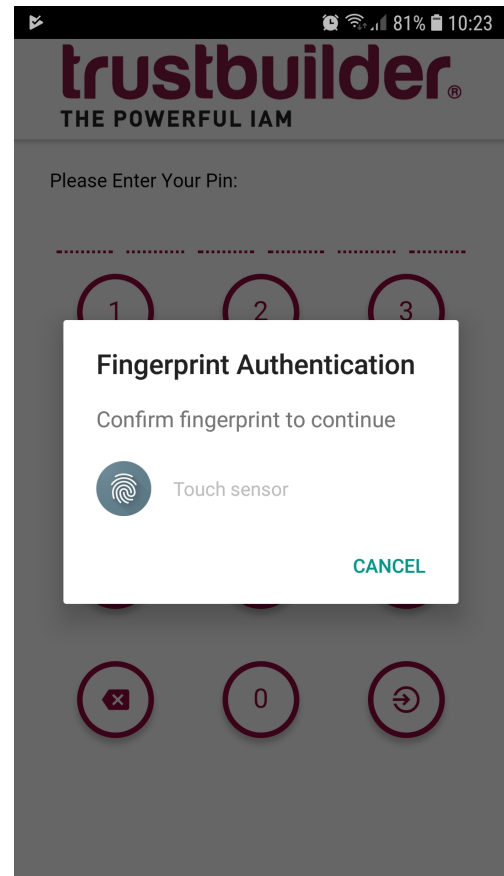 81% 10:23
trustbuilder®
THE POWERFUL IAM
Please Enter Your Pin:
1 2 3
Fingerprint Authentication
Confirm fingerprint to continue
Touch sensor
CANCEL
0